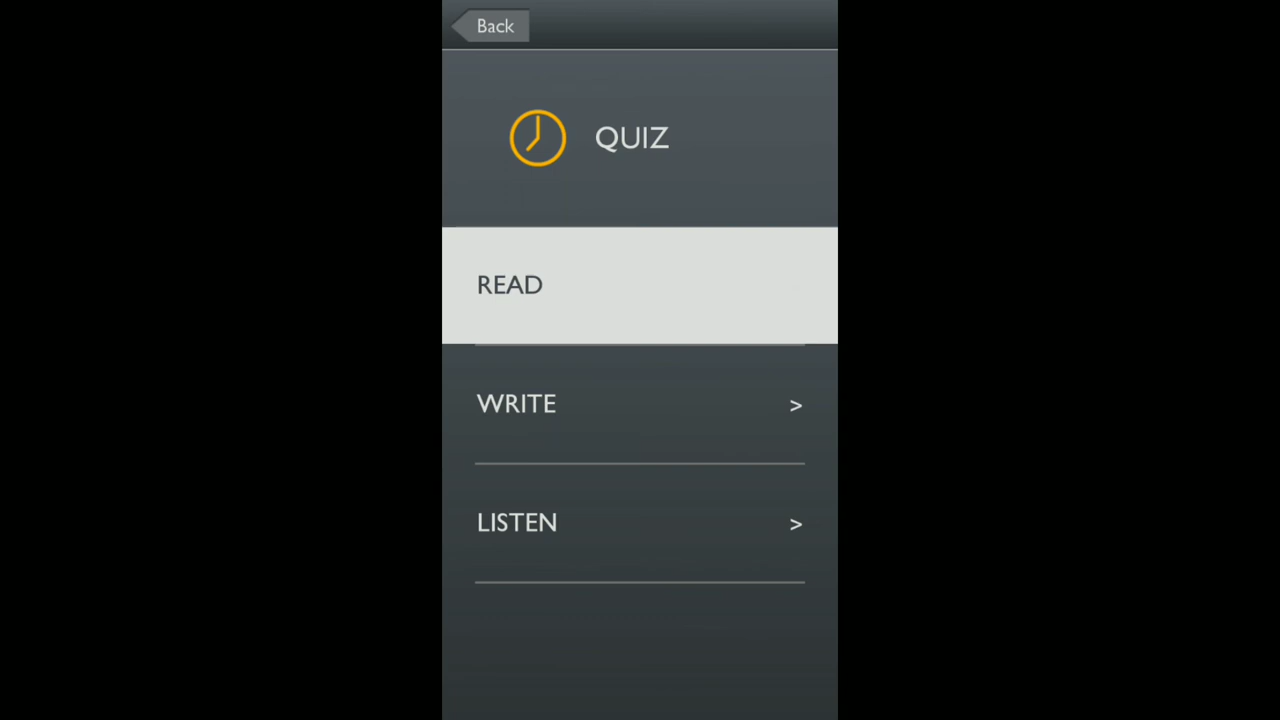 Back
QUIZ
READ
WRITE >
LISTEN >